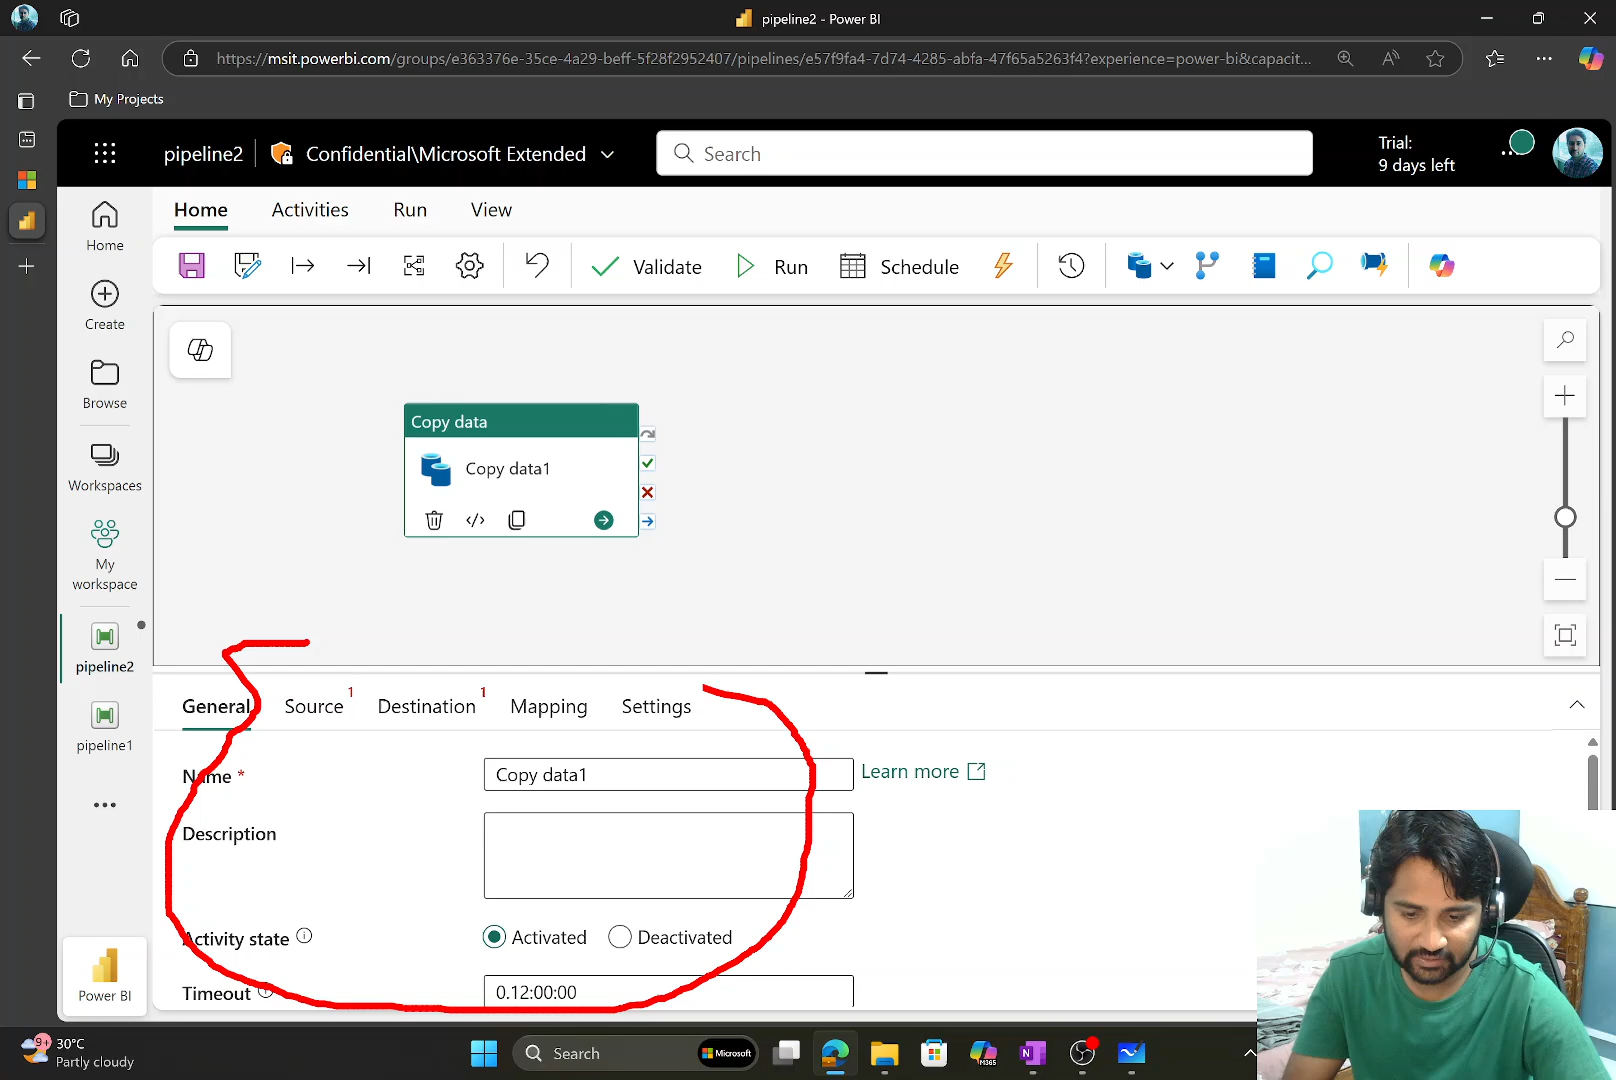 pipeline2 - Power BI
https://msit.powerbi.com/groups/e363376e-35ce-4a29-beff-5f28f2952407/pipelines/e57f9fa4-7d74-4285-abfa-47f65a5263f4?experience=power-bi&capacit...
My Projects
pipeline2
Confidential\Microsoft Extended
Search
Trial:
9 days left
Home
Activities
Run
View
Validate
Run
Schedule
Home
Create
Browse
Workspaces
My
workspace
pipeline2
pipeline1
Power BI
Copy data
Copy data1
General
Source 1
Destination 1
Mapping
Settings
Name *
Copy data1
Learn more
Description
Activity state
Activated
Deactivated
Timeout
0.12:00:00
9+
30°C
Partly cloudy
Search
Microsoft
M365